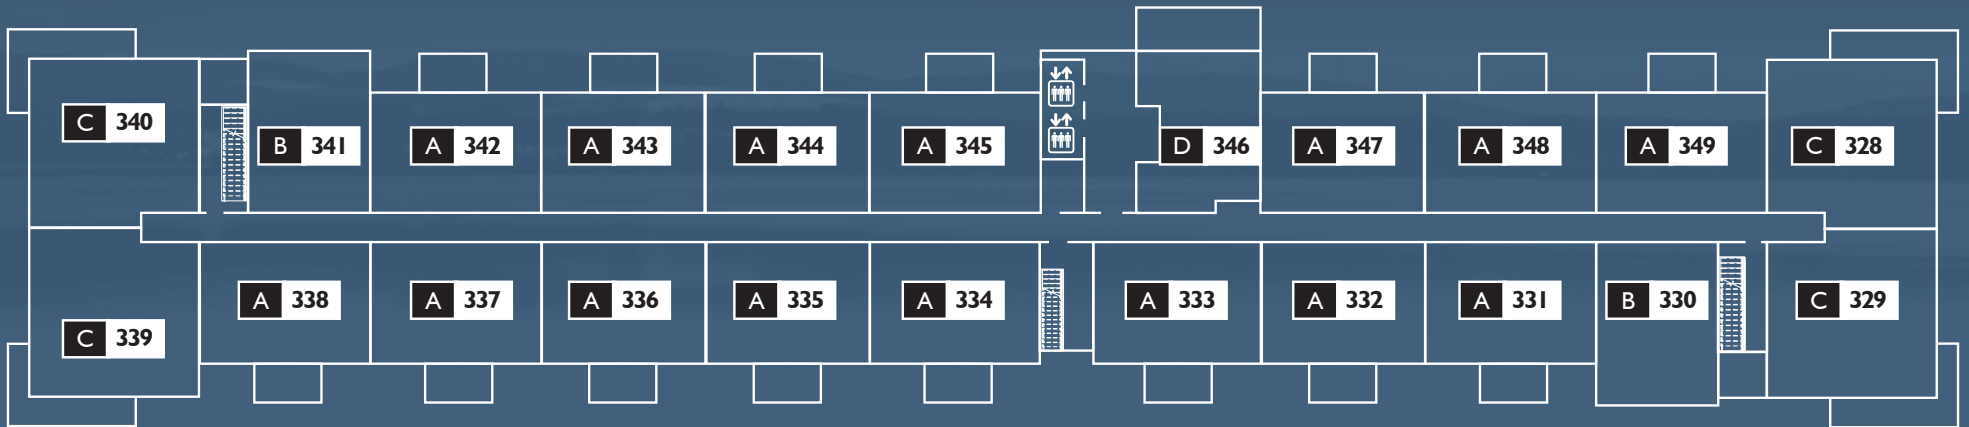 C 340
B 341
A 342
A 343
A 344
A 345
D 346
A 347
A 348
A 349
C 328
C 339
A 338
A 337
A 336
A 335
A 334
A 333
A 332
A 331
B 330
C 329